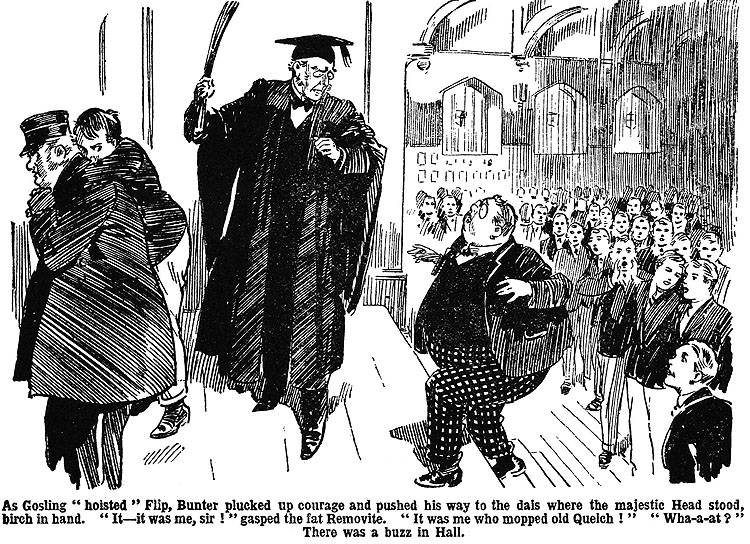 As Gosling “ hoisted ” Flip, Bunter plucked up courage and pushed his way to the dais where the majestic Head stood,
birch in hand. “ It—it was me, sir ! ” gasped the fat Removite. “ It was me who mopped old Quelch ! ” “ Wha-a-at ? ”
There was a buzz in Hall.